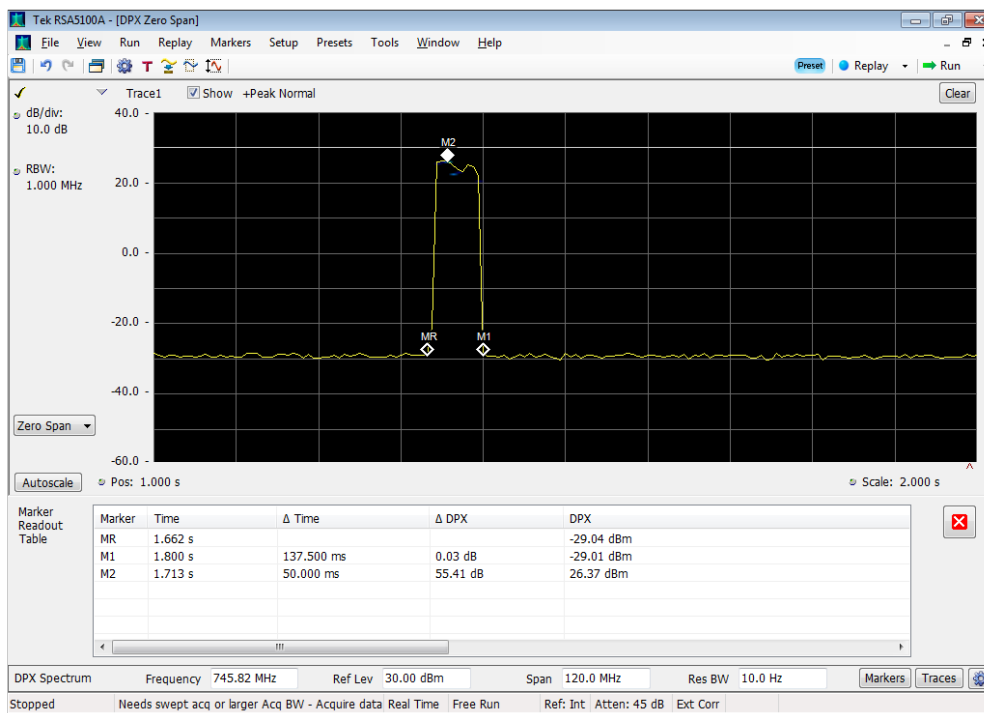 Tek RSA5100A - [DPX Zero Span]
File View Run Replay Markers Setup Presets Tools Window Help
T Preset Replay Run
Trace1 Show +Peak Normal Clear
dB/div:
10.0 dB
RBW:
1.000 MHz
40.0 -
20.0 -
0.0 -
-20.0 -
-40.0 -
-60.0 -
M2
MR M1
Zero Span
Autoscale Pos: 1.000 s Scale: 2.000 s
Marker Readout Table
Marker Time Δ Time Δ DPX DPX
MR 1.662 s -29.04 dBm
M1 1.800 s 137.500 ms 0.03 dB -29.01 dBm
M2 1.713 s 50.000 ms 55.41 dB 26.37 dBm
DPX Spectrum Frequency 745.82 MHz Ref Lev 30.00 dBm Span 120.0 MHz Res BW 10.0 Hz Markers Traces
Stopped Needs swept acq or larger Acq BW - Acquire data Real Time Free Run Ref: Int Atten: 45 dB Ext Corr